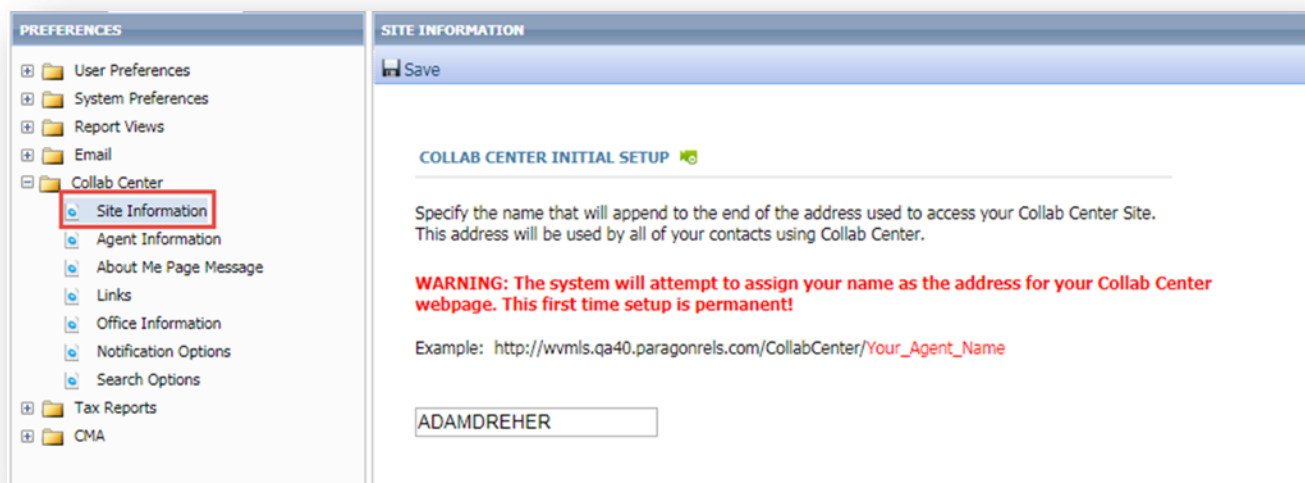 PREFERENCES
User Preferences
System Preferences
Report Views
Email
Collab Center
Site Information
Agent Information
About Me Page Message
Links
Office Information
Notification Options
Search Options
Tax Reports
CMA
SITE INFORMATION
Save
COLLAB CENTER INITIAL SETUP
Specify the name that will append to the end of the address used to access your Collab Center Site.
This address will be used by all of your contacts using Collab Center.
WARNING: The system will attempt to assign your name as the address for your Collab Center
webpage. This first time setup is permanent!
Example: http://wvmls.qa40.paragonrels.com/CollabCenter/Your_Agent_Name
ADAMDREHER